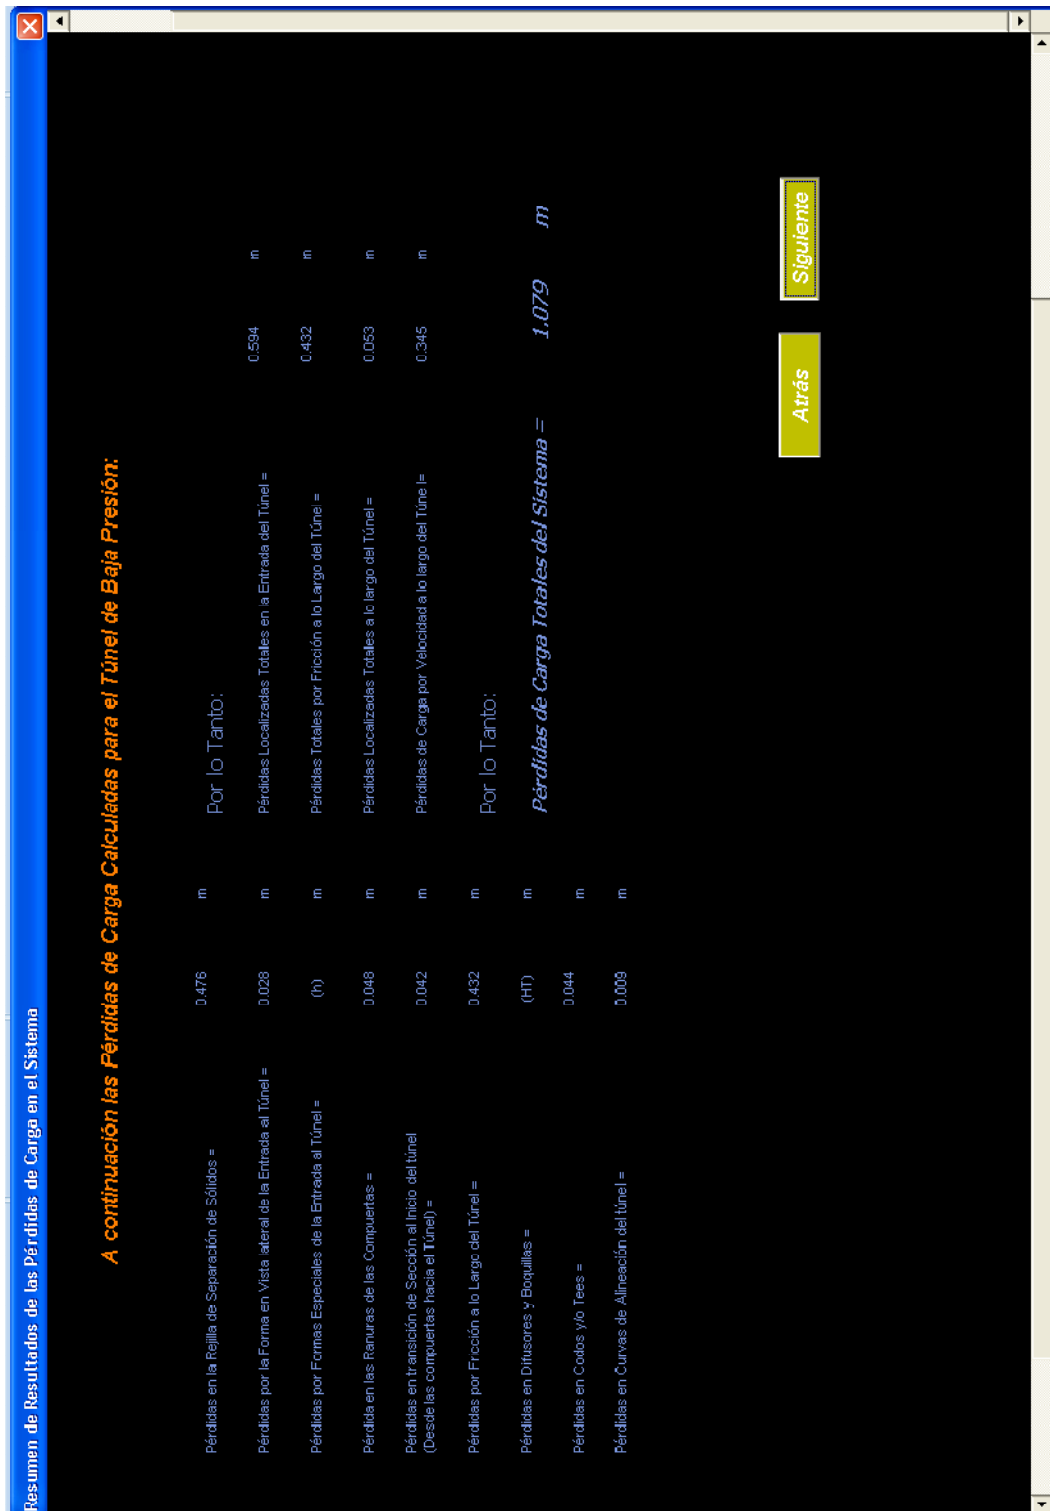 Resumen de Resultados de las Pérdidas de Carga en el Sistema
A continuación las Pérdidas de Carga Calculadas para el Túnel de Baja Presión:
Pérdidas en la Rejilla de Separación de Sólidos = 0.476 m
Pérdidas por la Forma en Vista lateral de la Entrada al Túnel = 0.028 m
Pérdidas por Formas Especiales de la Entrada al Túnel = (h) m
Pérdida en las Ranuras de las Compuertas = 0.048 m
Pérdidas en transición de Sección al Inicio del túnel
(Desde las compuertas hacia el Túnel) = 0.042 m
Pérdidas por Fricción a lo Largo del Túnel = 0.432 m
Pérdidas en Difusores y Boquillas = (HT) m
Pérdidas en Codos y/o Tees = 0.044 m
Pérdidas en Curvas de Alineación del túnel = 0.009 m
Por lo Tanto:
Pérdidas Localizadas Totales en la Entrada del Túnel = 0.594 m
Pérdidas Totales por Fricción a lo Largo del Túnel = 0.432 m
Pérdidas Localizadas Totales a lo largo del Túnel = 0.053 m
Pérdidas de Carga por Velocidad a lo largo del Túne l= 0.345 m
Por lo Tanto:
Pérdidas de Carga Totales del Sistema = 1.079 m
Atrás
Siguiente